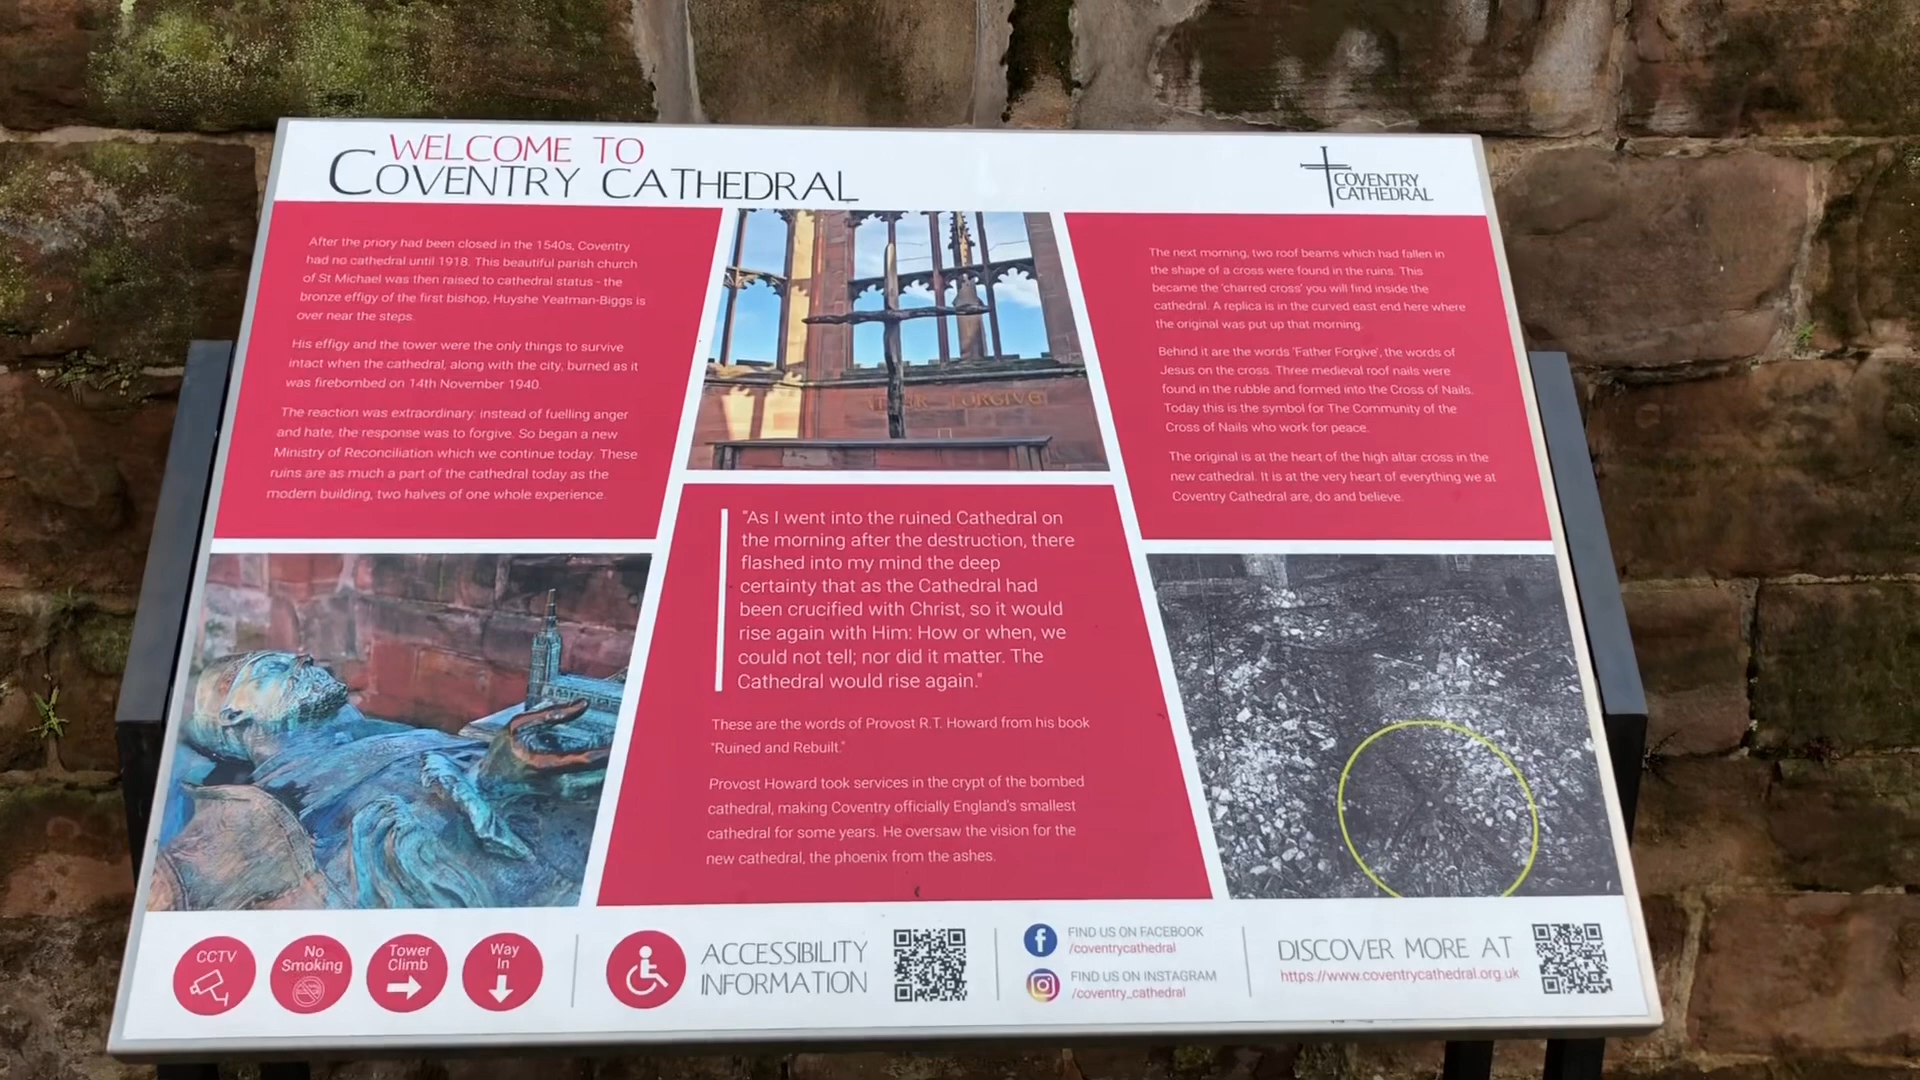 WELCOME TO
COVENTRY CATHEDRAL
COVENTRY
CATHEDRAL
After the priory had been closed in the 1540s, Coventry
had no cathedral until 1918. This beautiful parish church
of St Michael was then raised to cathedral status - the
bronze effigy of the first bishop, Huyshe Yeatman-Biggs is
over near the steps.
His effigy and the tower were the only things to survive
intact when the cathedral, along with the city, burned as it
was firebombed on 14th November 1940.
The reaction was extraordinary: instead of fuelling anger
and hate, the response was to forgive. So began a new
Ministry of Reconciliation which we continue today. These
ruins are as much a part of the cathedral today as the
modern building, two halves of one whole experience.
FORGIVE
"As I went into the ruined Cathedral on
the morning after the destruction, there
flashed into my mind the deep
certainty that as the Cathedral had
been crucified with Christ, so it would
rise again with Him: How or when, we
could not tell; nor did it matter. The
Cathedral would rise again."
These are the words of Provost R.T. Howard from his book
"Ruined and Rebuilt."
Provost Howard took services in the crypt of the bombed
cathedral, making Coventry officially England's smallest
cathedral for some years. He oversaw the vision for the
new cathedral, the phoenix from the ashes.
The next morning, two roof beams which had fallen in
the shape of a cross were found in the ruins. This
became the 'charred cross' you will find inside the
cathedral. A replica is in the curved east end here where
the original was put up that morning.
Behind it are the words 'Father Forgive', the words of
Jesus on the cross. Three medieval roof nails were
found in the rubble and formed into the Cross of Nails.
Today this is the symbol for The Community of the
Cross of Nails who work for peace.
The original is at the heart of the high altar cross in the
new cathedral. It is at the very heart of everything we at
Coventry Cathedral are, do and believe.
CCTV
No
Smoking
Tower
Climb
Way
In
ACCESSIBILITY
INFORMATION
FIND US ON FACEBOOK
/coventrycathedral
FIND US ON INSTAGRAM
/coventry_cathedral
DISCOVER MORE AT
https://www.coventrycathedral.org.uk